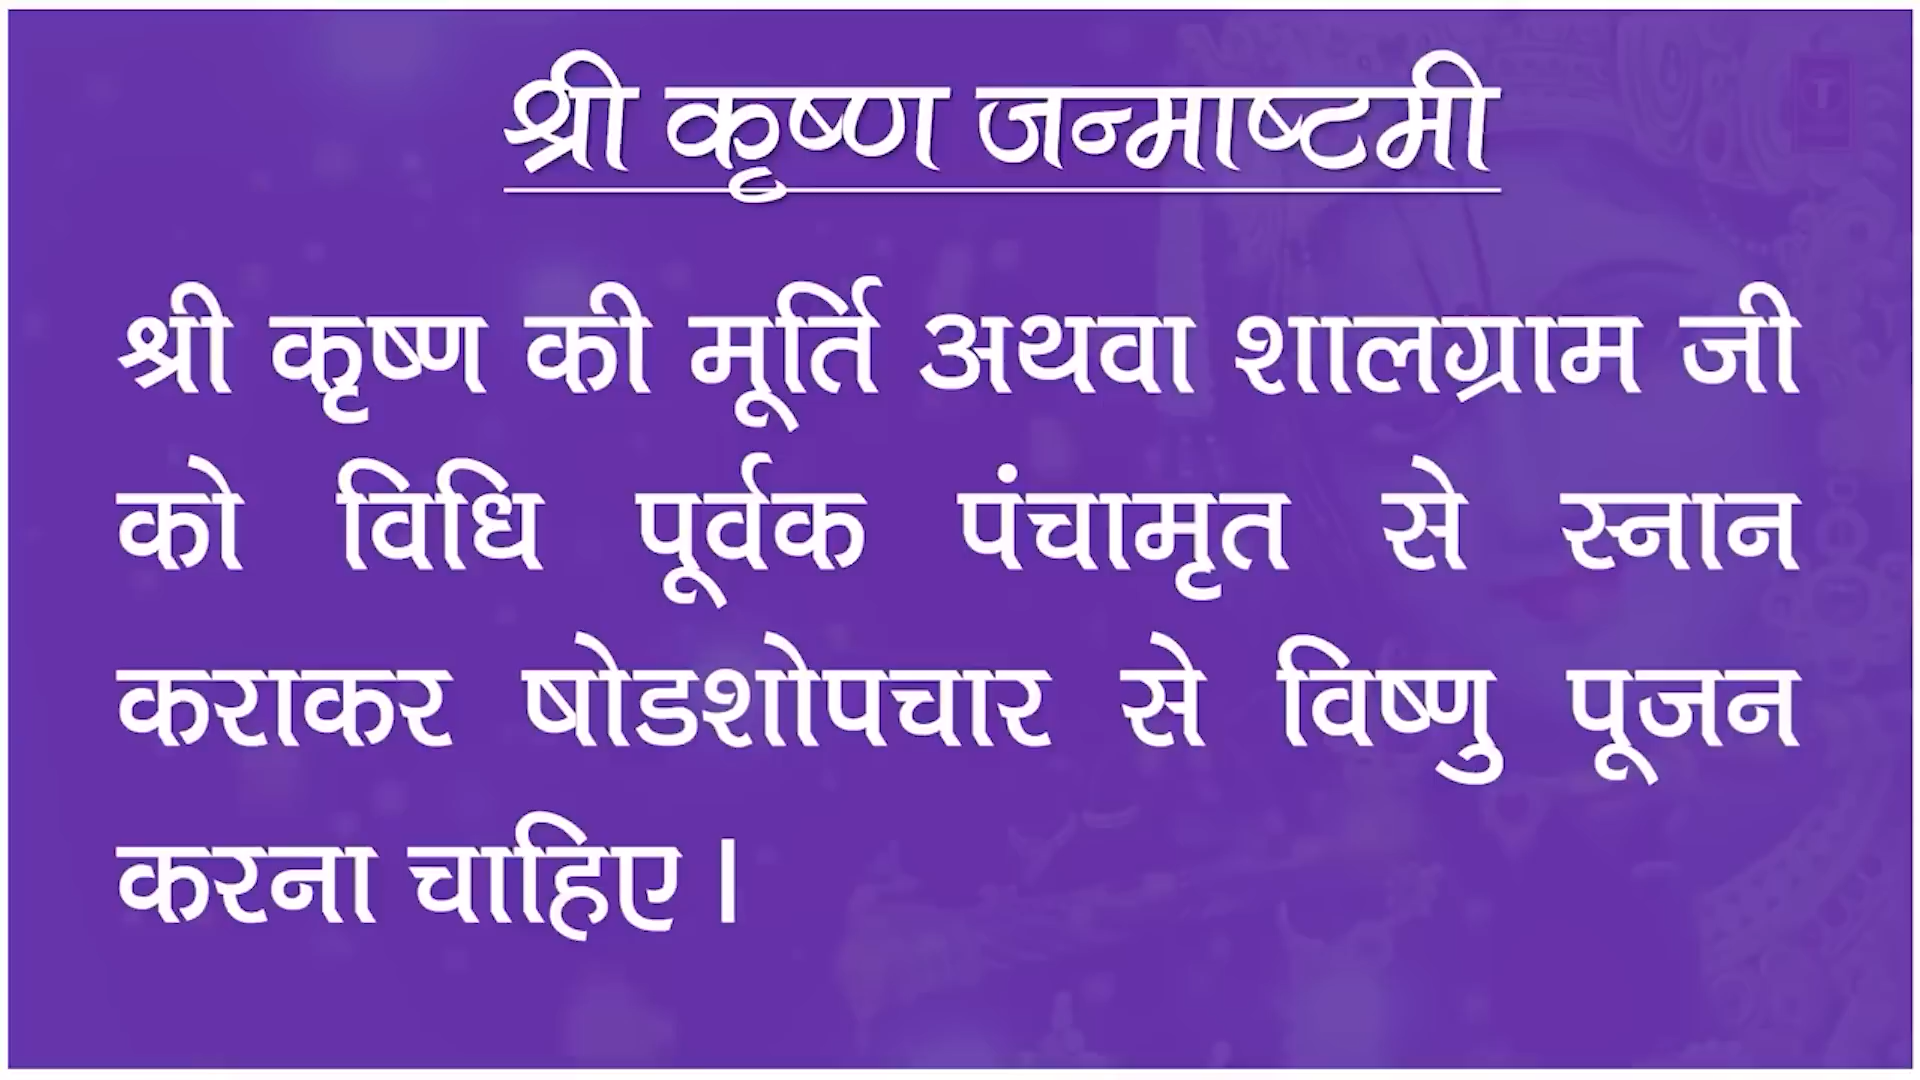 श्री कृष्ण जन्माष्टमी
श्री कृष्ण की मूर्ति अथवा शालग्राम जी
को विधि पूर्वक पंचामृत से स्नान
कराकर षोडशोपचार से विष्णु पूजन
करना चाहिए ।